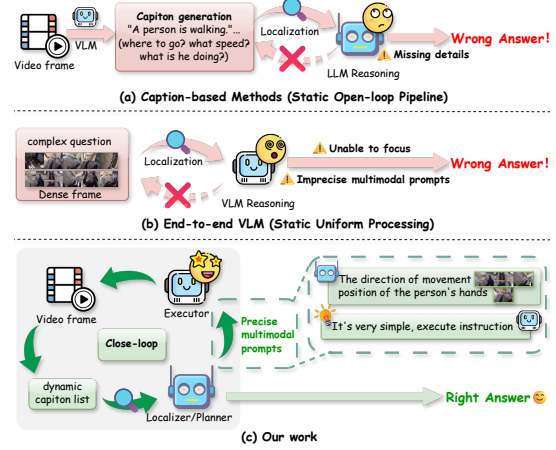 Capiton generation
"A person is walking."...
(where to go? what speed?
what is he doing?)
VLM
Video frame
Localization
LLM Reasoning
Missing details
Wrong Answer!
(a) Caption-based Methods (Static Open-loop Pipeline)
complex question
Dense frame
Localization
VLM Reasoning
Unable to focus
Imprecise multimodal prompts
Wrong Answer!
(b) End-to-end VLM (Static Uniform Processing)
Video frame
Executor
Close-loop
Precise
multimodal
prompts
The direction of movement
position of the person's hands
It's very simple, execute instruction
dynamic
capiton list
Localizer/Planner
Right Answer
(c) Our work